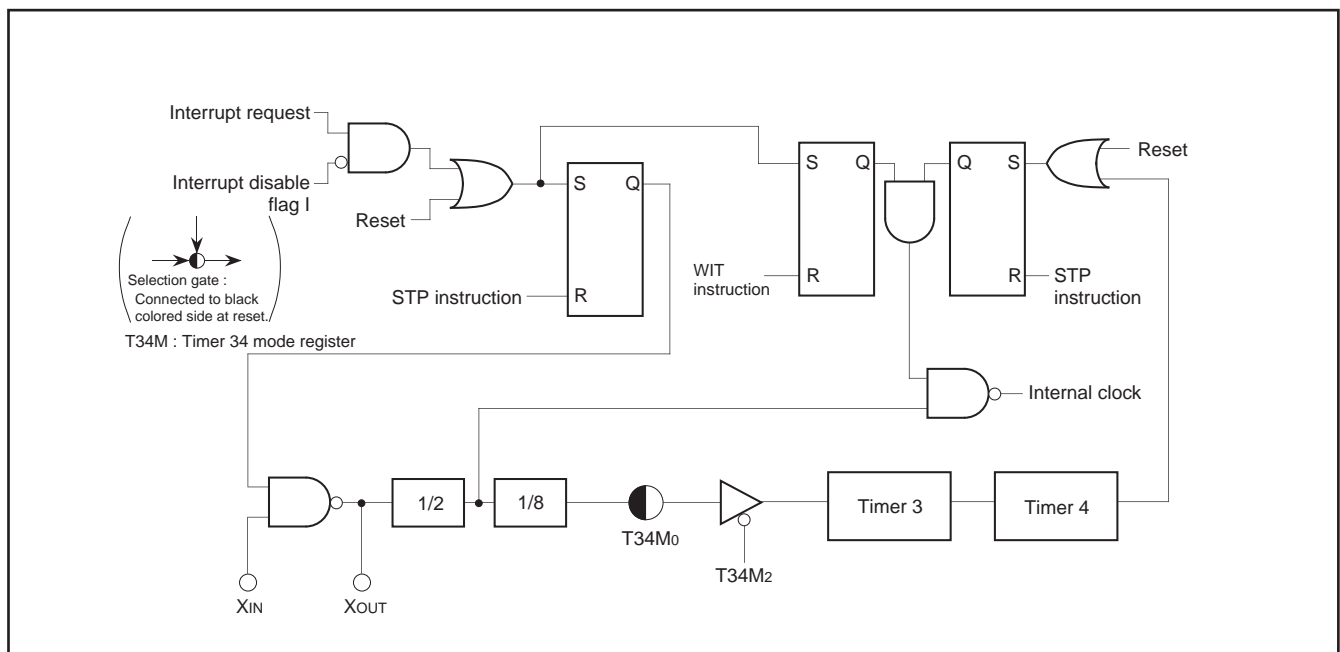 Interrupt request
Interrupt disable
flag I
Reset
S
Q
R
STP instruction
Selection gate :
Connected to black
colored side at reset.
T34M : Timer 34 mode register
S
Q
R
WIT
instruction
Q
S
R
Reset
STP
instruction
Internal clock
1/2
1/8
T34M0
T34M2
Timer 3
Timer 4
XIN
XOUT